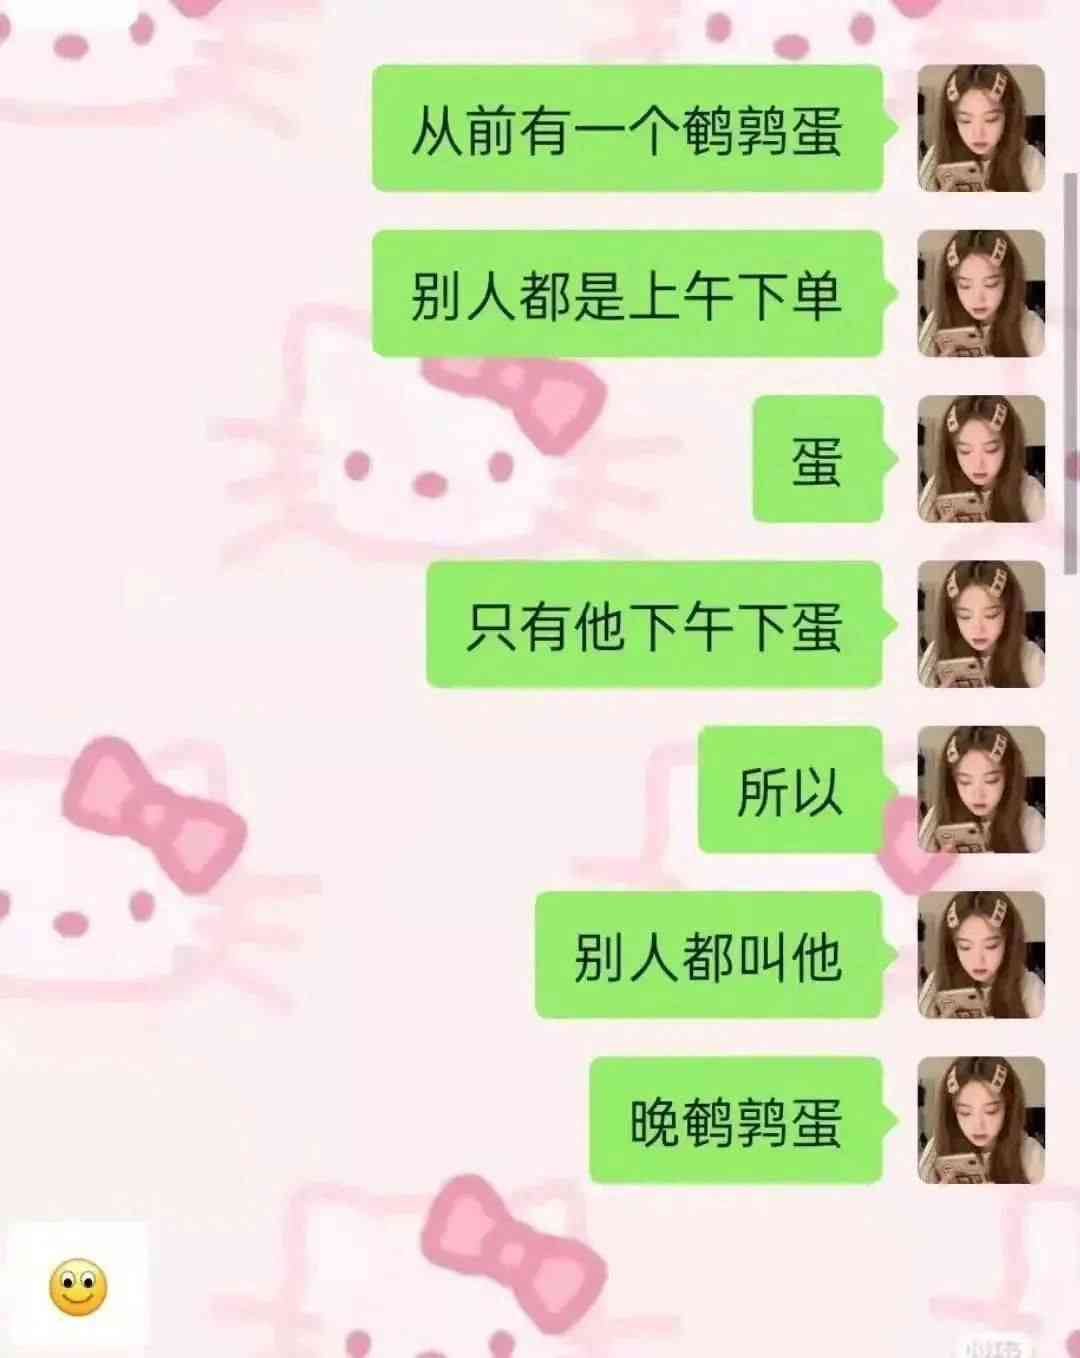 从前有一个鹌鹑蛋
别人都是上午下单
蛋
只有他下午下蛋
所以
别人都叫他
晚鹌鹑蛋